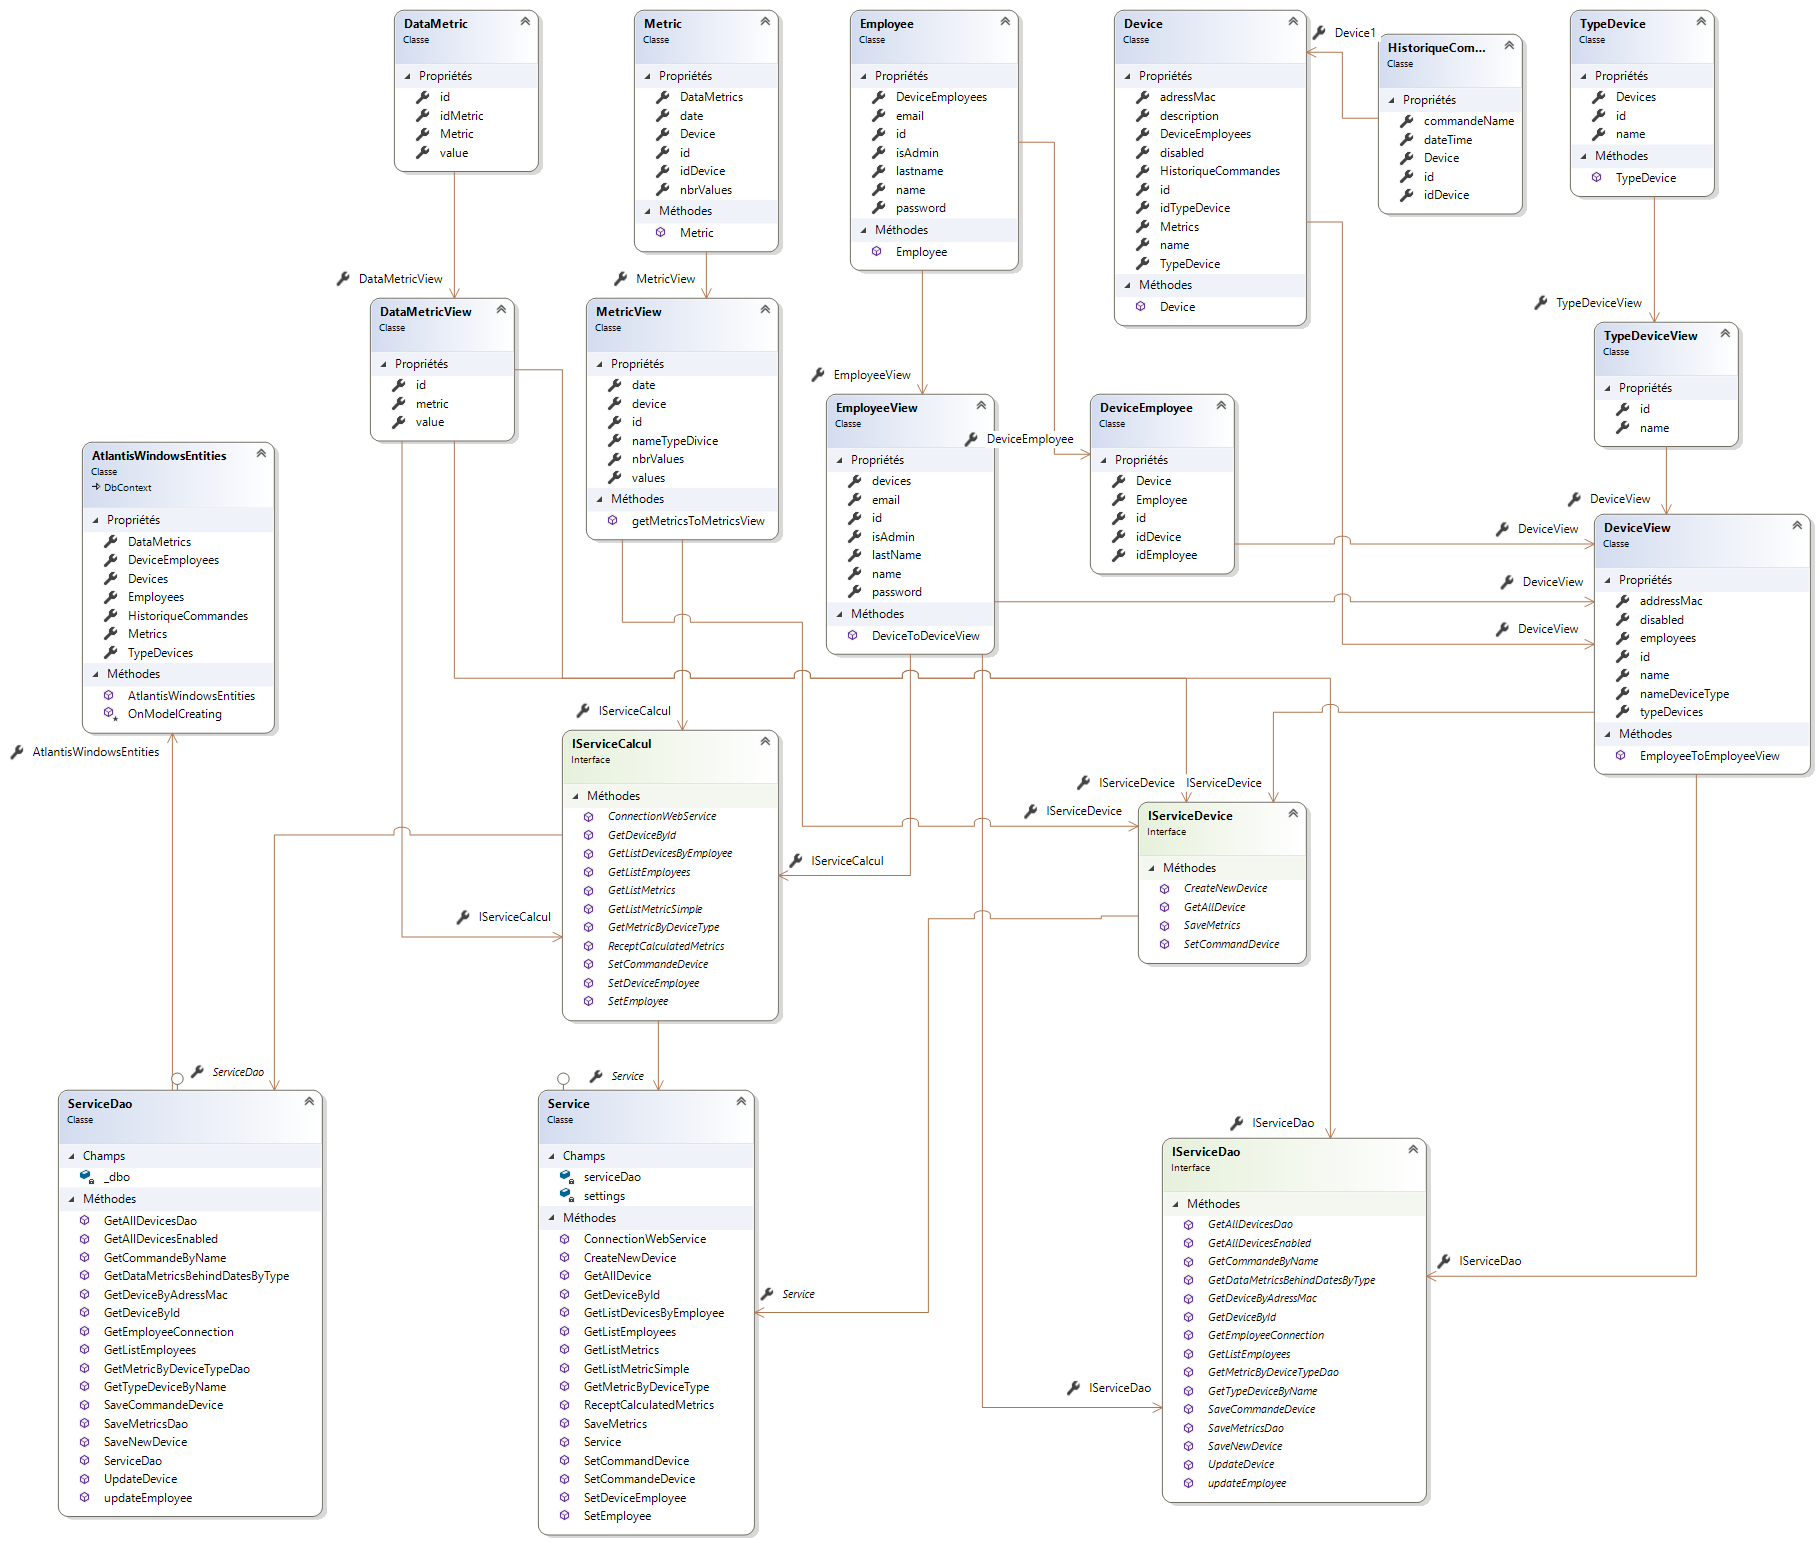 DataMetric
Classe
Propriétés
id
idMetric
Metric
value
Metric
Classe
Propriétés
DataMetrics
date
Device
id
idDevice
nbrValues
Méthodes
Metric
Employee
Classe
Propriétés
DeviceEmployees
email
id
isAdmin
lastname
name
password
Méthodes
Employee
Device
Classe
Propriétés
adressMac
description
DeviceEmployees
disabled
HistoriqueCommandes
id
idTypeDevice
Metrics
name
TypeDevice
Méthodes
Device
Device1
HistoriqueCom...
Classe
Propriétés
commandeName
dateTime
Device
id
idDevice
TypeDevice
Classe
Propriétés
Devices
id
name
Méthodes
TypeDevice
DataMetricView
MetricView
EmployeeView
TypeDeviceView
DataMetricView
Classe
Propriétés
id
metric
value
MetricView
Classe
Propriétés
date
device
id
nameTypeDivice
nbrValues
values
Méthodes
getMetricsToMetricsView
EmployeeView
Classe
Propriétés
devices
email
id
isAdmin
lastName
name
password
Méthodes
DeviceToDeviceView
DeviceEmployee
DeviceEmployee
Classe
Propriétés
Device
Employee
id
idDevice
idEmployee
TypeDeviceView
Classe
Propriétés
id
name
DeviceView
DeviceView
DeviceView
DeviceView
DeviceView
Classe
Propriétés
addressMac
disabled
employees
id
name
nameDeviceType
typeDevices
Méthodes
EmployeeToEmployeeView
AtlantisWindowsEntities
Classe
DbContext
Propriétés
DataMetrics
DeviceEmployees
Devices
Employees
HistoriqueCommandes
Metrics
TypeDevices
Méthodes
AtlantisWindowsEntities
OnModelCreating
AtlantisWindowsEntities
IServiceCalcul
IServiceCalcul
Interface
Méthodes
ConnectionWebService
GetDeviceById
GetListDevicesByEmployee
GetListEmployees
GetListMetrics
GetListMetricSimple
GetMetricByDeviceType
ReceptCalculatedMetrics
SetCommandeDevice
SetDeviceEmployee
SetEmployee
IServiceCalcul
IServiceCalcul
IServiceDevice
IServiceDevice
IServiceDevice
IServiceDevice
Interface
Méthodes
CreateNewDevice
GetAllDevice
SaveMetrics
SetCommandDevice
ServiceDao
ServiceDao
Classe
Champs
_dbo
Méthodes
GetAllDevicesDao
GetAllDevicesEnabled
GetCommandeByName
GetDataMetricsBehindDatesByType
GetDeviceByAdressMac
GetDeviceById
GetEmployeeConnection
GetListEmployees
GetMetricByDeviceTypeDao
GetTypeDeviceByName
SaveCommandeDevice
SaveMetricsDao
SaveNewDevice
ServiceDao
UpdateDevice
updateEmployee
Service
Service
Classe
Champs
serviceDao
settings
Méthodes
ConnectionWebService
CreateNewDevice
GetAllDevice
GetDeviceById
GetListDevicesByEmployee
GetListEmployees
GetListMetrics
GetListMetricSimple
GetMetricByDeviceType
ReceptCalculatedMetrics
SaveMetrics
Service
SetCommandDevice
SetCommandeDevice
SetDeviceEmployee
SetEmployee
Service
IServiceDao
IServiceDao
Interface
Méthodes
GetAllDevicesDao
GetAllDevicesEnabled
GetCommandeByName
GetDataMetricsBehindDatesByType
GetDeviceByAdressMac
GetDeviceById
GetEmployeeConnection
GetListEmployees
GetMetricByDeviceTypeDao
GetTypeDeviceByName
SaveCommandeDevice
SaveMetricsDao
SaveNewDevice
UpdateDevice
updateEmployee
IServiceDao
IServiceDao